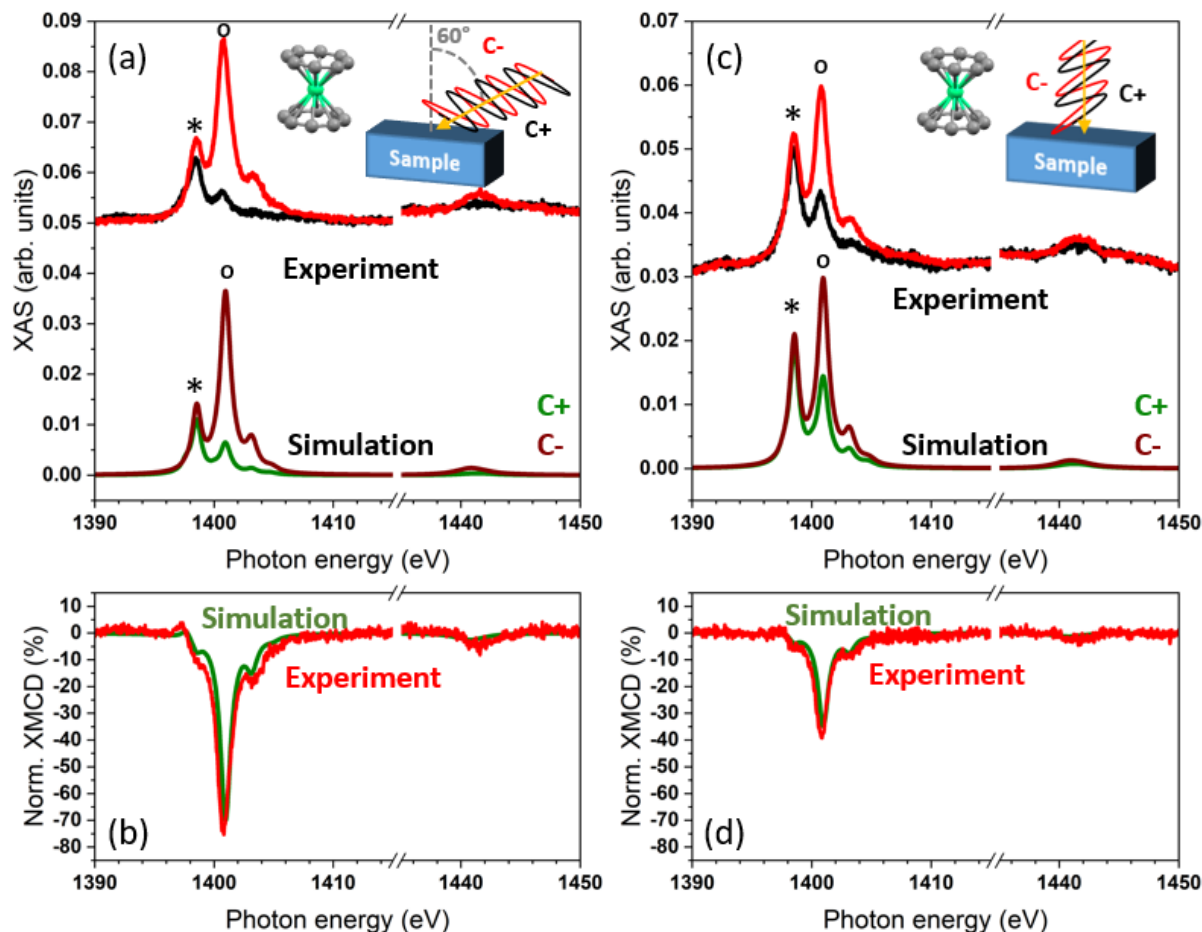 (a)
o
60°
C-
C+
*
Sample
0.09
0.08
0.07
0.06
0.05
0.04
0.03
0.02
0.01
0.00
XAS (arb. units)
Experiment
o
*
Simulation
C+
C-
1390 1400 1410 1440 1450
Photon energy (eV)
(c)
o
C-
C+
*
Sample
0.07
0.06
0.05
0.04
0.03
0.02
0.01
0.00
XAS (arb. units)
Experiment
o
*
Simulation
C+
C-
1390 1400 1410 1440 1450
Photon energy (eV)
10
0
-10
-20
-30
-40
-50
-60
-70
-80
Norm. XMCD (%)
Simulation
Experiment
(b)
1390 1400 1410 1440 1450
Photon energy (eV)
10
0
-10
-20
-30
-40
-50
-60
-70
-80
Norm. XMCD (%)
Simulation
Experiment
(d)
1390 1400 1410 1440 1450
Photon energy (eV)